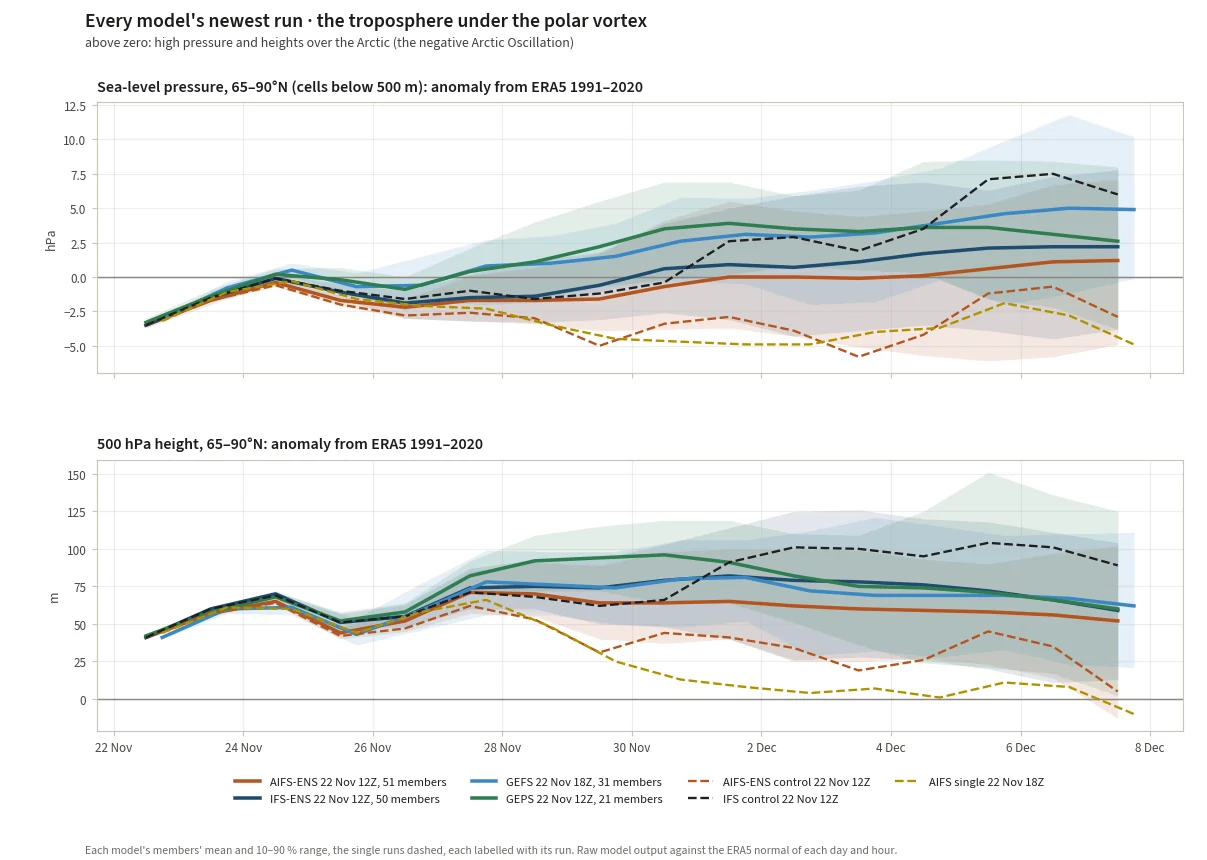 Every model's newest run · the troposphere under the polar vortex
above zero: high pressure and heights over the Arctic (the negative Arctic Oscillation)
Sea-level pressure, 65–90°N (cells below 500 m): anomaly from ERA5 1991–2020
12.5
10.0
7.5
5.0
2.5
0.0
−2.5
−5.0
hPa
500 hPa height, 65–90°N: anomaly from ERA5 1991–2020
150
125
100
75
50
25
0
m
22 Nov 24 Nov 26 Nov 28 Nov 30 Nov 2 Dec 4 Dec 6 Dec 8 Dec
AIFS-ENS 22 Nov 12Z, 51 members GEFS 22 Nov 18Z, 31 members AIFS-ENS control 22 Nov 12Z AIFS single 22 Nov 18Z
IFS-ENS 22 Nov 12Z, 50 members GEPS 22 Nov 12Z, 21 members IFS control 22 Nov 12Z
Each model's members' mean and 10–90 % range, the single runs dashed, each labelled with its run. Raw model output against the ERA5 normal of each day and hour.